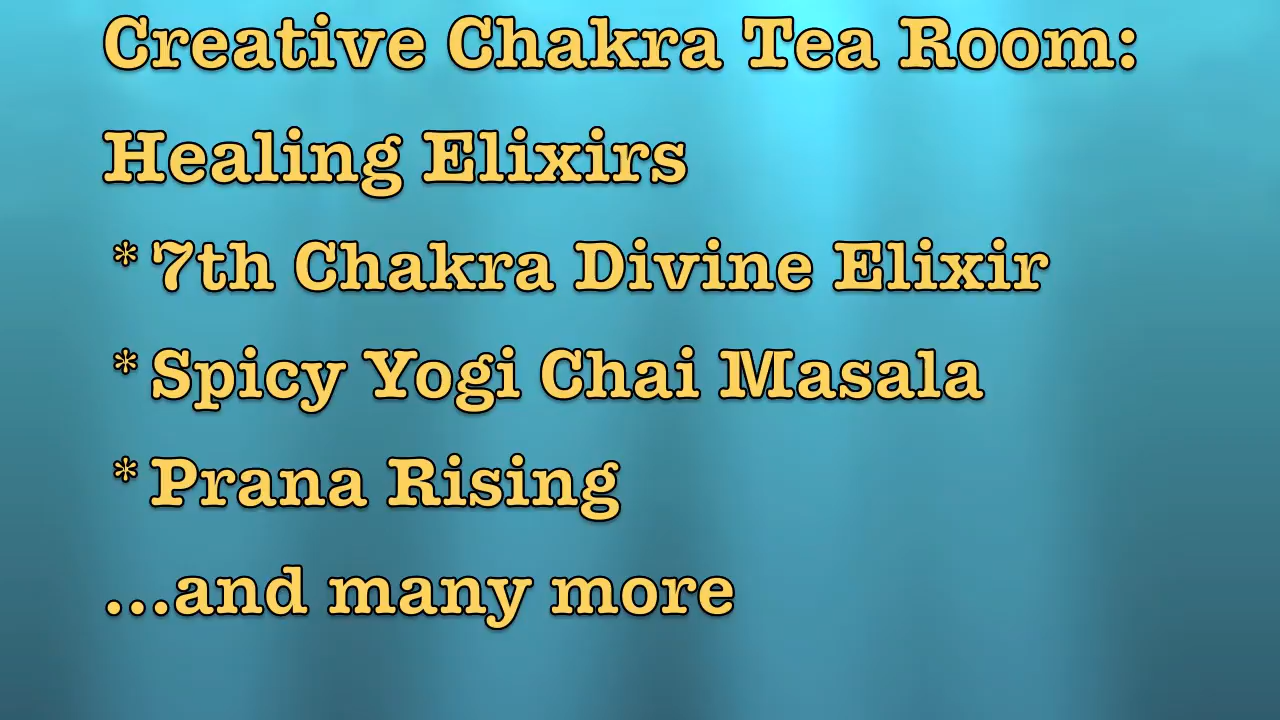 Creative Chakra Tea Room:
Healing Elixirs
* 7th Chakra Divine Elixir
* Spicy Yogi Chai Masala
* Prana Rising
...and many more